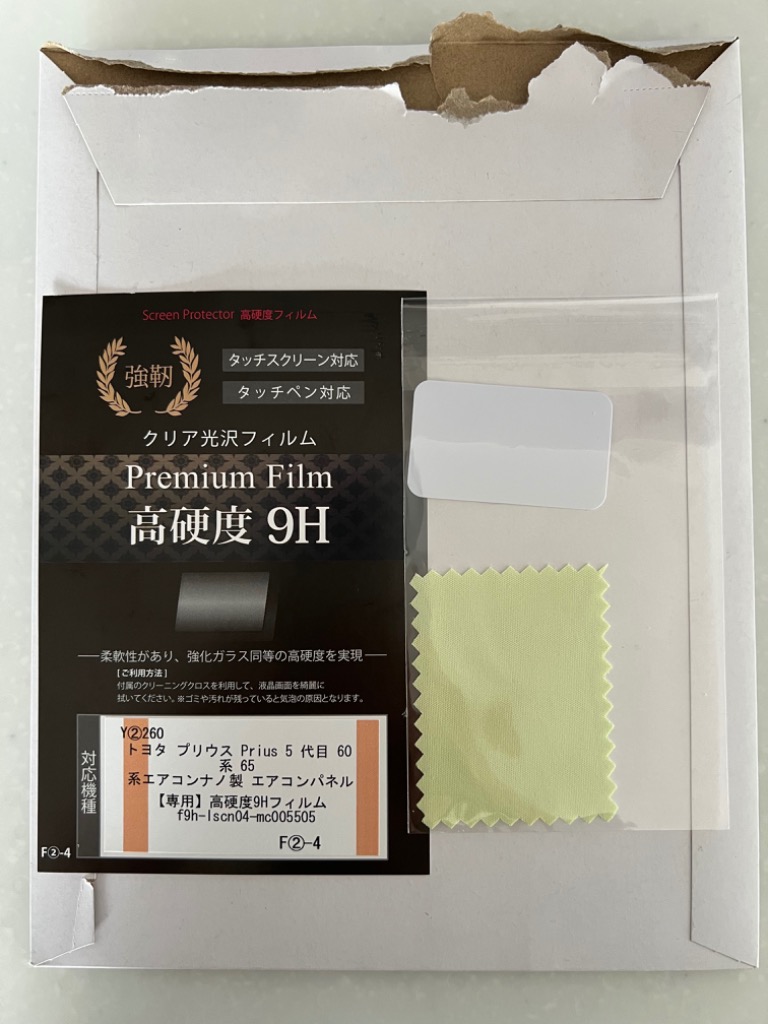 Screen Protector 高硬度フィルム
強靭
タッチスクリーン対応
タッチペン対応
クリア光沢フィルム
Premium Film
高硬度 9H
柔軟性があり、強化ガラス同等の高硬度を実現
[ご利用方法]
付属のクリーニングクロスを利用して、液晶画面を綺麗に
拭いてください。※ゴミや汚れが残っていると気泡の原因となります。
対応機種
Y②260
トヨタ プリウス Prius 5 代目 60
系 65
系エアコンナノ製 エアコンパネル
【専用】高硬度9Hフィルム
f9h-lscn04-mc005505
F②-4
F②-4